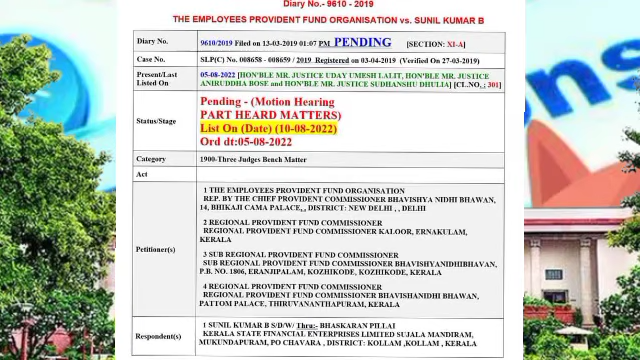 Diary No.- 9610 - 2019
THE EMPLOYEES PROVIDENT FUND ORGANISATION vs. SUNIL KUMAR B
Diary No. 9610/2019 Filed on 13-03-2019 01:07 PM PENDING [SECTION: XI-A]
Case No. SLP(C) No. 008658 - 008659 / 2019 Registered on 03-04-2019 (Verified On 27-03-2019)
Present/Last Listed On 05-08-2022 [HON'BLE MR. JUSTICE UDAY UMESH LALIT, HON'BLE MR. JUSTICE
ANIRUDDHA BOSE and HON'BLE MR. JUSTICE SUDHANSHU DHULIA] [CL.NO. : 301]
Status/Stage
Pending - (Motion Hearing
PART HEARD MATTERS)
List On (Date) (10-08-2022)
Ord dt:05-08-2022
Category 1900-Three Judges Bench Matter
Act
Petitioner(s)
1 THE EMPLOYEES PROVIDENT FUND ORGANISATION
REP. BY THE CHIEF PROVIDENT COMMISSIONER BHAVISHYA NIDHI BHAWAN,
14, BHIKAJI CAMA PALACE,., DISTRICT: NEW DELHI , , DELHI
2 REGIONAL PROVIDENT FUND COMMISSIONER
REGIONAL PROVIDENT FUND COMMISSIONER KALOOR, ERNAKULAM,
KERALA
3 SUB REGIONAL PROVIDENT FUND COMMISSIONER
SUB REGIONAL PROVIDENT FUND COMMISSIONER BHAVISHYANIDHIBHAVAN,
P.B. NO. 1806, ERANJIPALAM, KOZHIKODE, KOZHIKODE, KERALA
4 REGIONAL PROVIDENT FUND COMMISSIONER
REGIONAL PROVIDENT FUND COMMISSIONER BHAVISHANIDHI BHAWAN,
PATTOM PALACE, THIRUVANANTHAPURAM, KERALA
Respondent(s)
1 SUNIL KUMAR B S/D/W/ Thru:- BHASKARAN PILLAI
KERALA STATE FINANCIAL ENTERPRISES LIMITED SUJALA MANDIRAM,
MUKUNDAPURAM, PO CHAVARA , DISTRICT: KOLLAM ,KOLLAM , KERALA